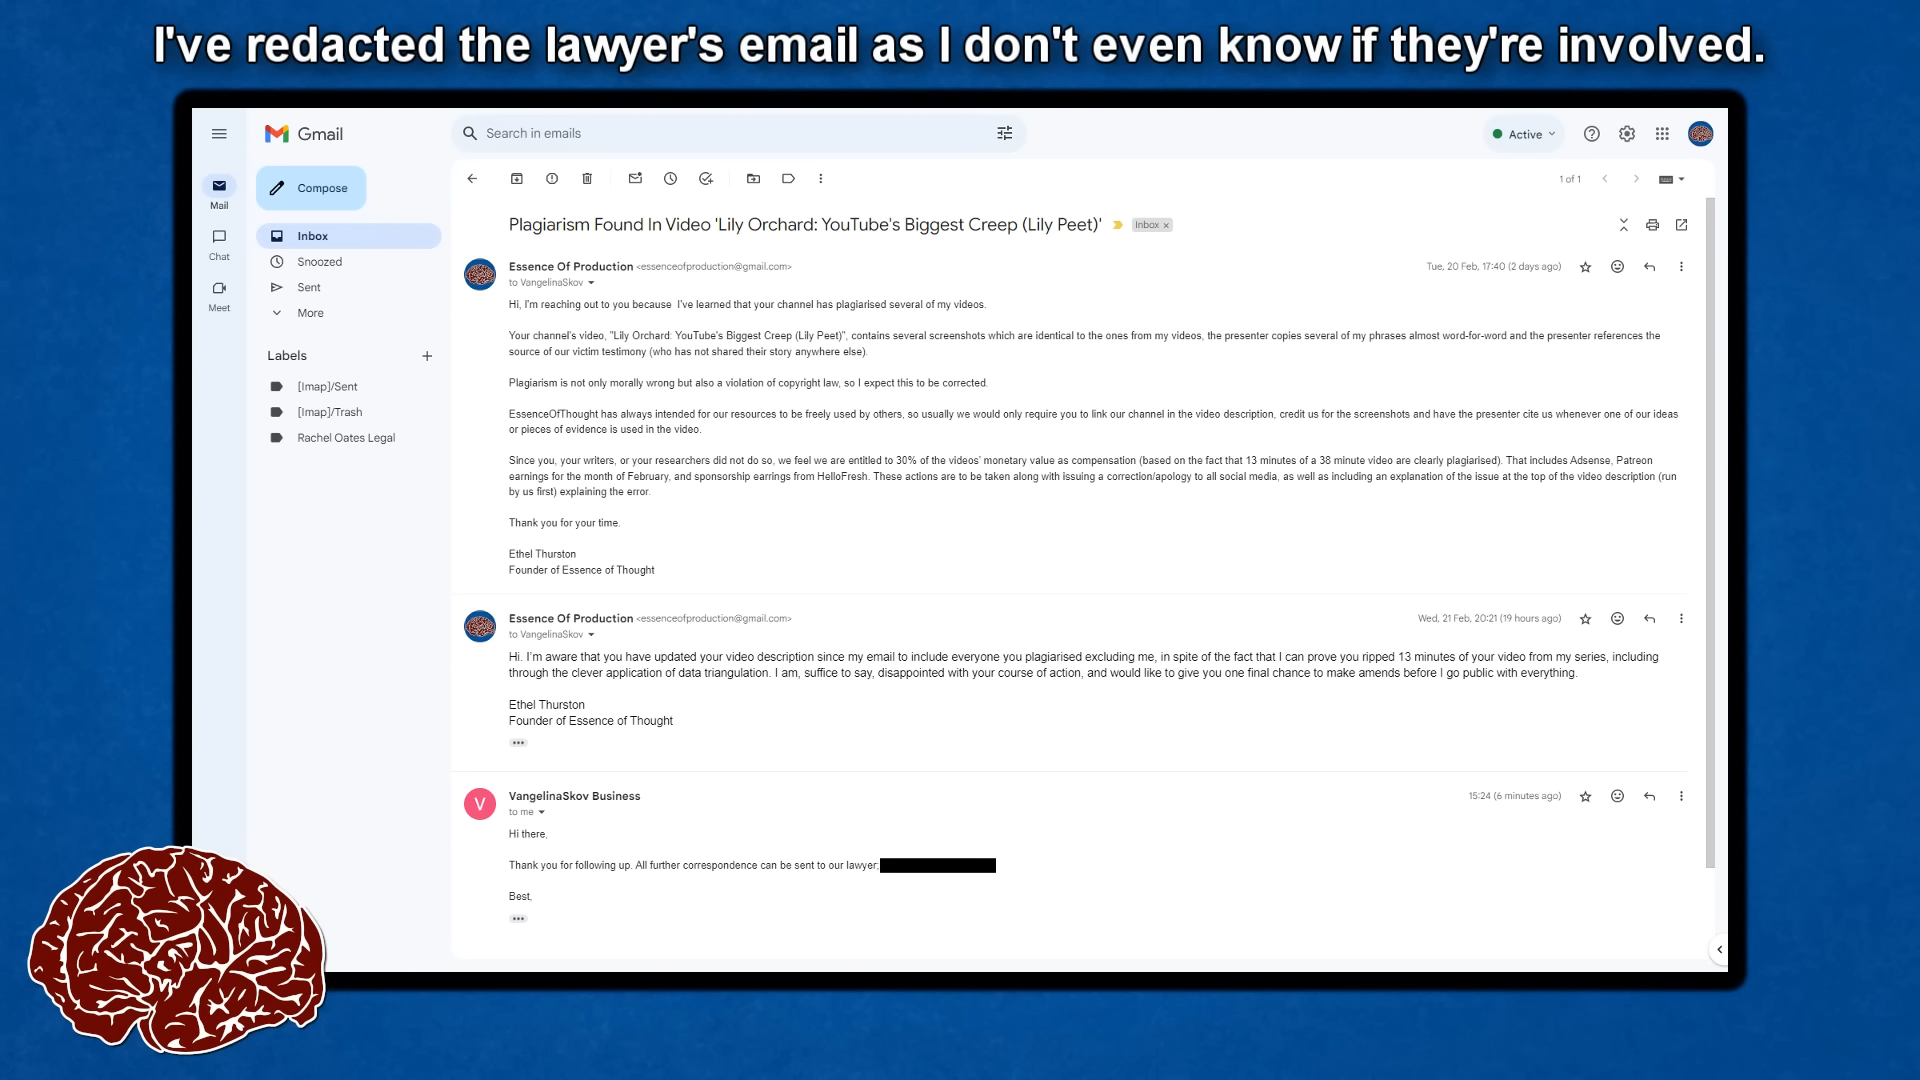 I've redacted the lawyer's email as I don't even know if they're involved.
Gmail
Search in emails
Active
Compose
1 of 1
Mail
Plagiarism Found In Video 'Lily Orchard: YouTube's Biggest Creep (Lily Peet)' Inbox x
Inbox
Chat
Snoozed
Essence Of Production <essenceofproduction@gmail.com>
Tue, 20 Feb, 17:40 (2 days ago)
to VangelinaSkov
Sent
Meet
More
Hi, I'm reaching out to you because I've learned that your channel has plagiarised several of my videos.
Your channel's video, "Lily Orchard: YouTube's Biggest Creep (Lily Peet)", contains several screenshots which are identical to the ones from my videos, the presenter copies several of my phrases almost word-for-word and the presenter references the
source of our victim testimony (who has not shared their story anywhere else).
Labels
Plagiarism is not only morally wrong but also a violation of copyright law, so I expect this to be corrected.
[Imap]/Sent
[Imap]/Trash
Rachel Oates Legal
EssenceOfThought has always intended for our resources to be freely used by others, so usually we would only require you to link our channel in the video description, credit us for the screenshots and have the presenter cite us whenever one of our ideas
or pieces of evidence is used in the video.
Since you, your writers, or your researchers did not do so, we feel we are entitled to 30% of the videos' monetary value as compensation (based on the fact that 13 minutes of a 38 minute video are clearly plagiarised). That includes Adsense, Patreon
earnings for the month of February, and sponsorship earnings from HelloFresh. These actions are to be taken along with issuing a correction/apology to all social media, as well as including an explanation of the issue at the top of the video description (run
by us first) explaining the error.
Thank you for your time.
Ethel Thurston
Founder of Essence of Thought
Essence Of Production <essenceofproduction@gmail.com>
Wed, 21 Feb, 20:21 (19 hours ago)
to VangelinaSkov
Hi. I'm aware that you have updated your video description since my email to include everyone you plagiarised excluding me, in spite of the fact that I can prove you ripped 13 minutes of your video from my series, including
through the clever application of data triangulation. I am, suffice to say, disappointed with your course of action, and would like to give you one final chance to make amends before I go public with everything.
Ethel Thurston
Founder of Essence of Thought
V
VangelinaSkov Business
15:24 (6 minutes ago)
to me
Hi there,
Thank you for following up. All further correspondence can be sent to our lawyer;
Best,